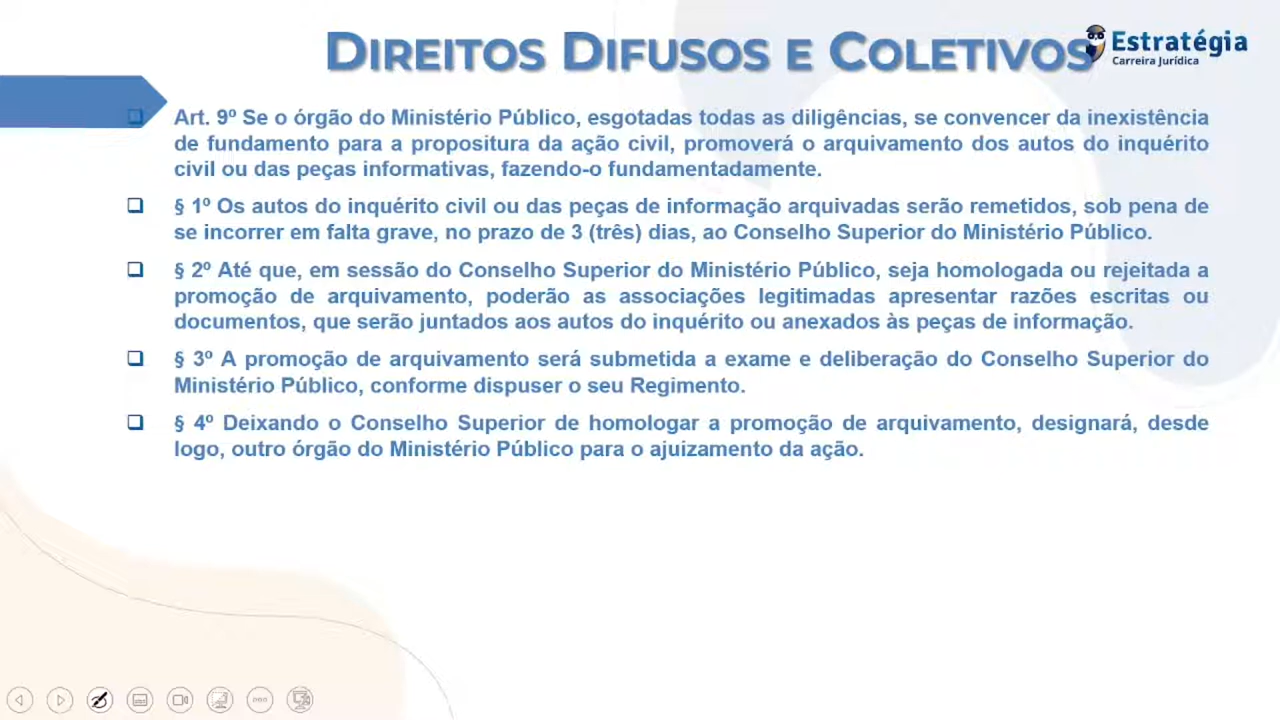 DIREITOS DIFUSOS E COLETIVOS
Estratégia
Carreira Jurídica
Art. 9º Se o órgão do Ministério Público, esgotadas todas as diligências, se convencer da inexistência
de fundamento para a propositura da ação civil, promoverá o arquivamento dos autos do inquérito
civil ou das peças informativas, fazendo-o fundamentadamente.
§ 1º Os autos do inquérito civil ou das peças de informação arquivadas serão remetidos, sob pena de
se incorrer em falta grave, no prazo de 3 (três) dias, ao Conselho Superior do Ministério Público.
§ 2º Até que, em sessão do Conselho Superior do Ministério Público, seja homologada ou rejeitada a
promoção de arquivamento, poderão as associações legitimadas apresentar razões escritas ou
documentos, que serão juntados aos autos do inquérito ou anexados às peças de informação.
§ 3º A promoção de arquivamento será submetida a exame e deliberação do Conselho Superior do
Ministério Público, conforme dispuser o seu Regimento.
§ 4º Deixando o Conselho Superior de homologar a promoção de arquivamento, designará, desde
logo, outro órgão do Ministério Público para o ajuizamento da ação.